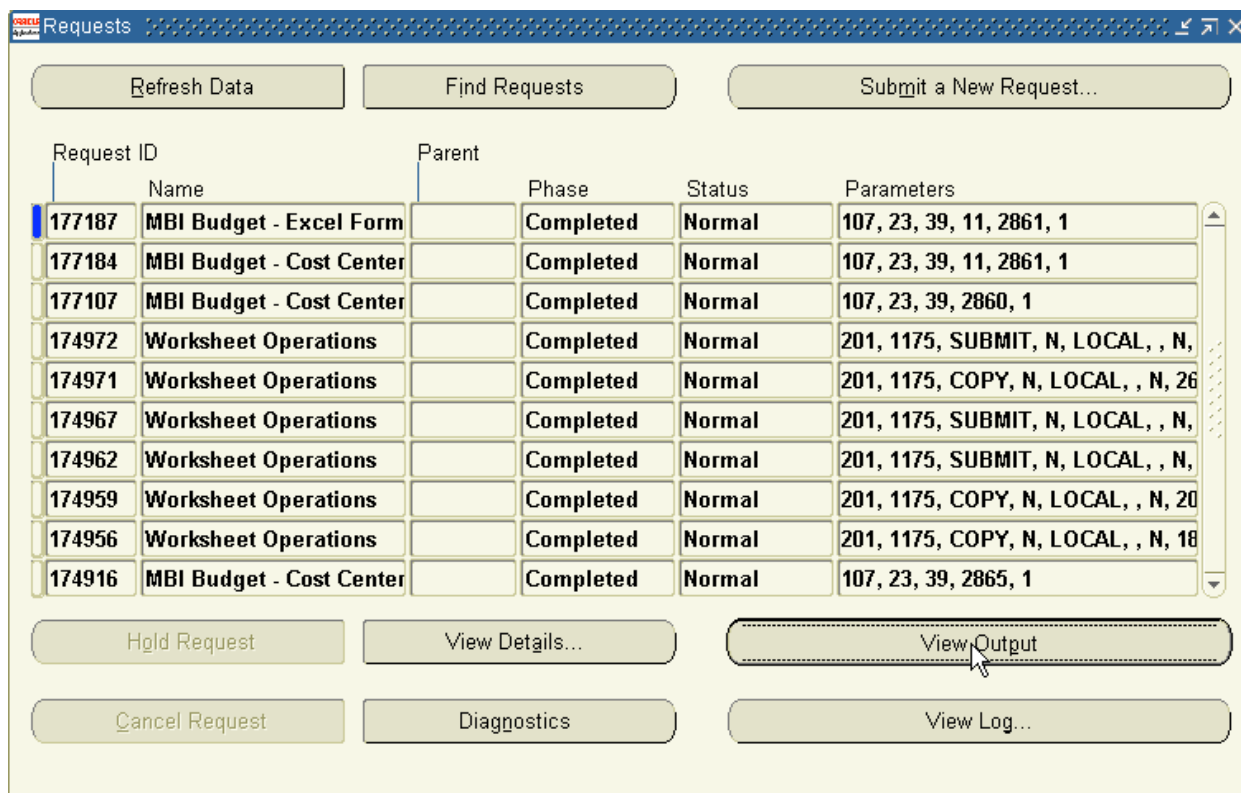 ORACLE Applications Requests
Refresh Data Find Requests Submit a New Request...
Request ID Parent
Name Phase Status Parameters
177187 MBI Budget - Excel Form Completed Normal 107, 23, 39, 11, 2861, 1
177184 MBI Budget - Cost Center Completed Normal 107, 23, 39, 11, 2861, 1
177107 MBI Budget - Cost Center Completed Normal 107, 23, 39, 2860, 1
174972 Worksheet Operations Completed Normal 201, 1175, SUBMIT, N, LOCAL, , N,
174971 Worksheet Operations Completed Normal 201, 1175, COPY, N, LOCAL, , N, 26
174967 Worksheet Operations Completed Normal 201, 1175, SUBMIT, N, LOCAL, , N,
174962 Worksheet Operations Completed Normal 201, 1175, SUBMIT, N, LOCAL, , N,
174959 Worksheet Operations Completed Normal 201, 1175, COPY, N, LOCAL, , N, 20
174956 Worksheet Operations Completed Normal 201, 1175, COPY, N, LOCAL, , N, 18
174916 MBI Budget - Cost Center Completed Normal 107, 23, 39, 2865, 1
Hold Request View Details... View Output
Cancel Request Diagnostics View Log...